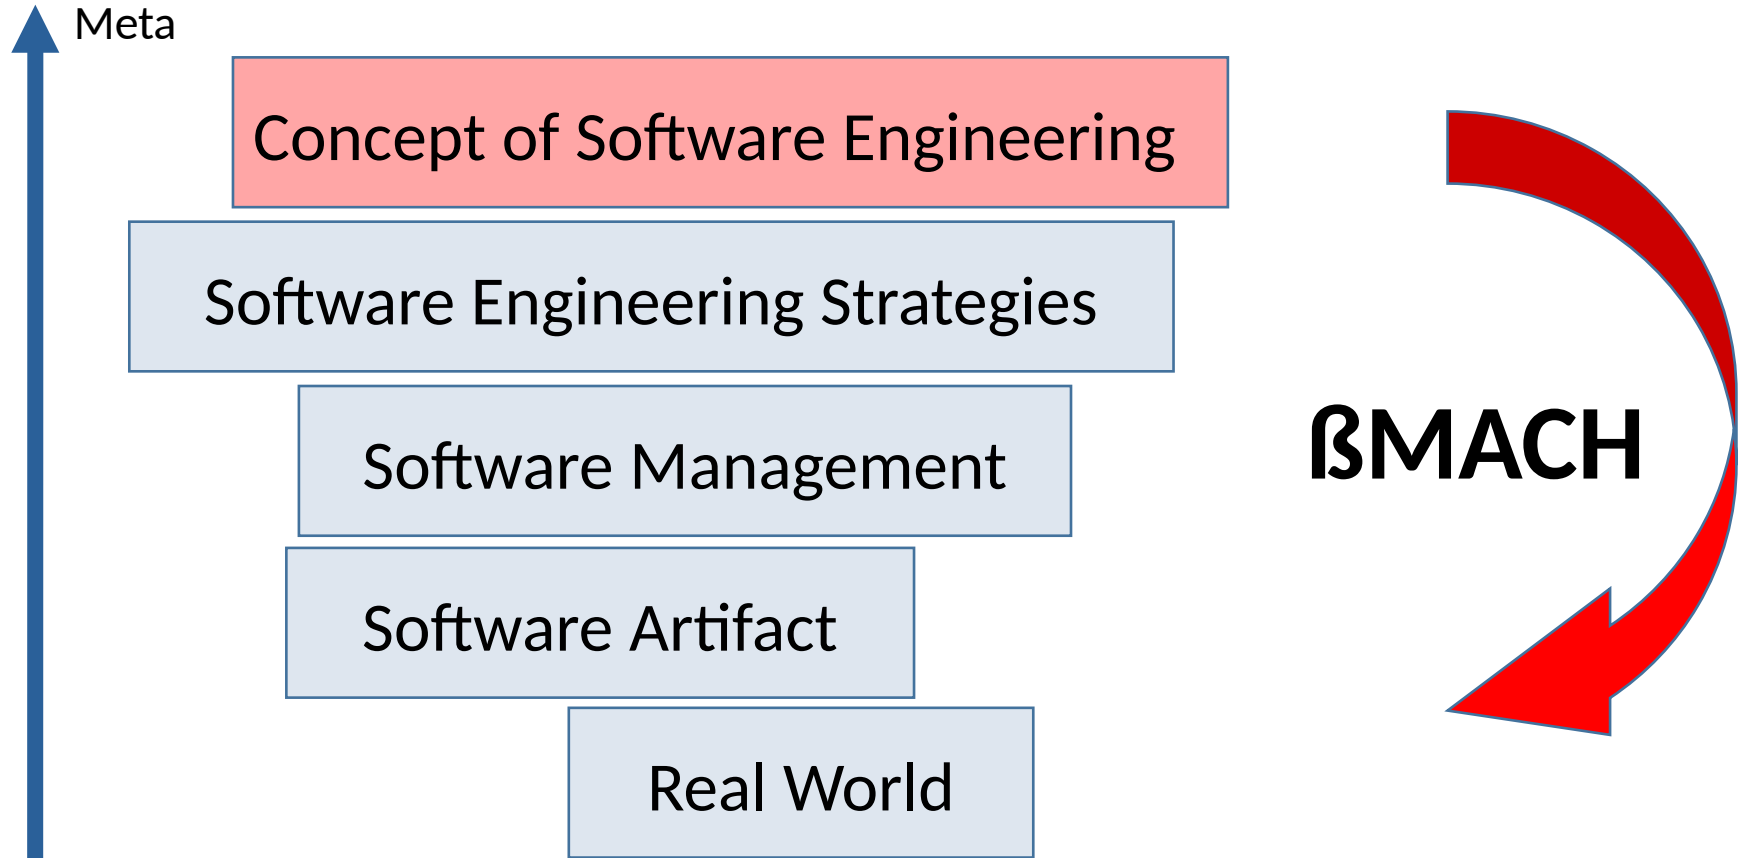 Meta
Concept of Software Engineering
Software Engineering Strategies
Software Management
ßMACH
Software Artifact
Real World